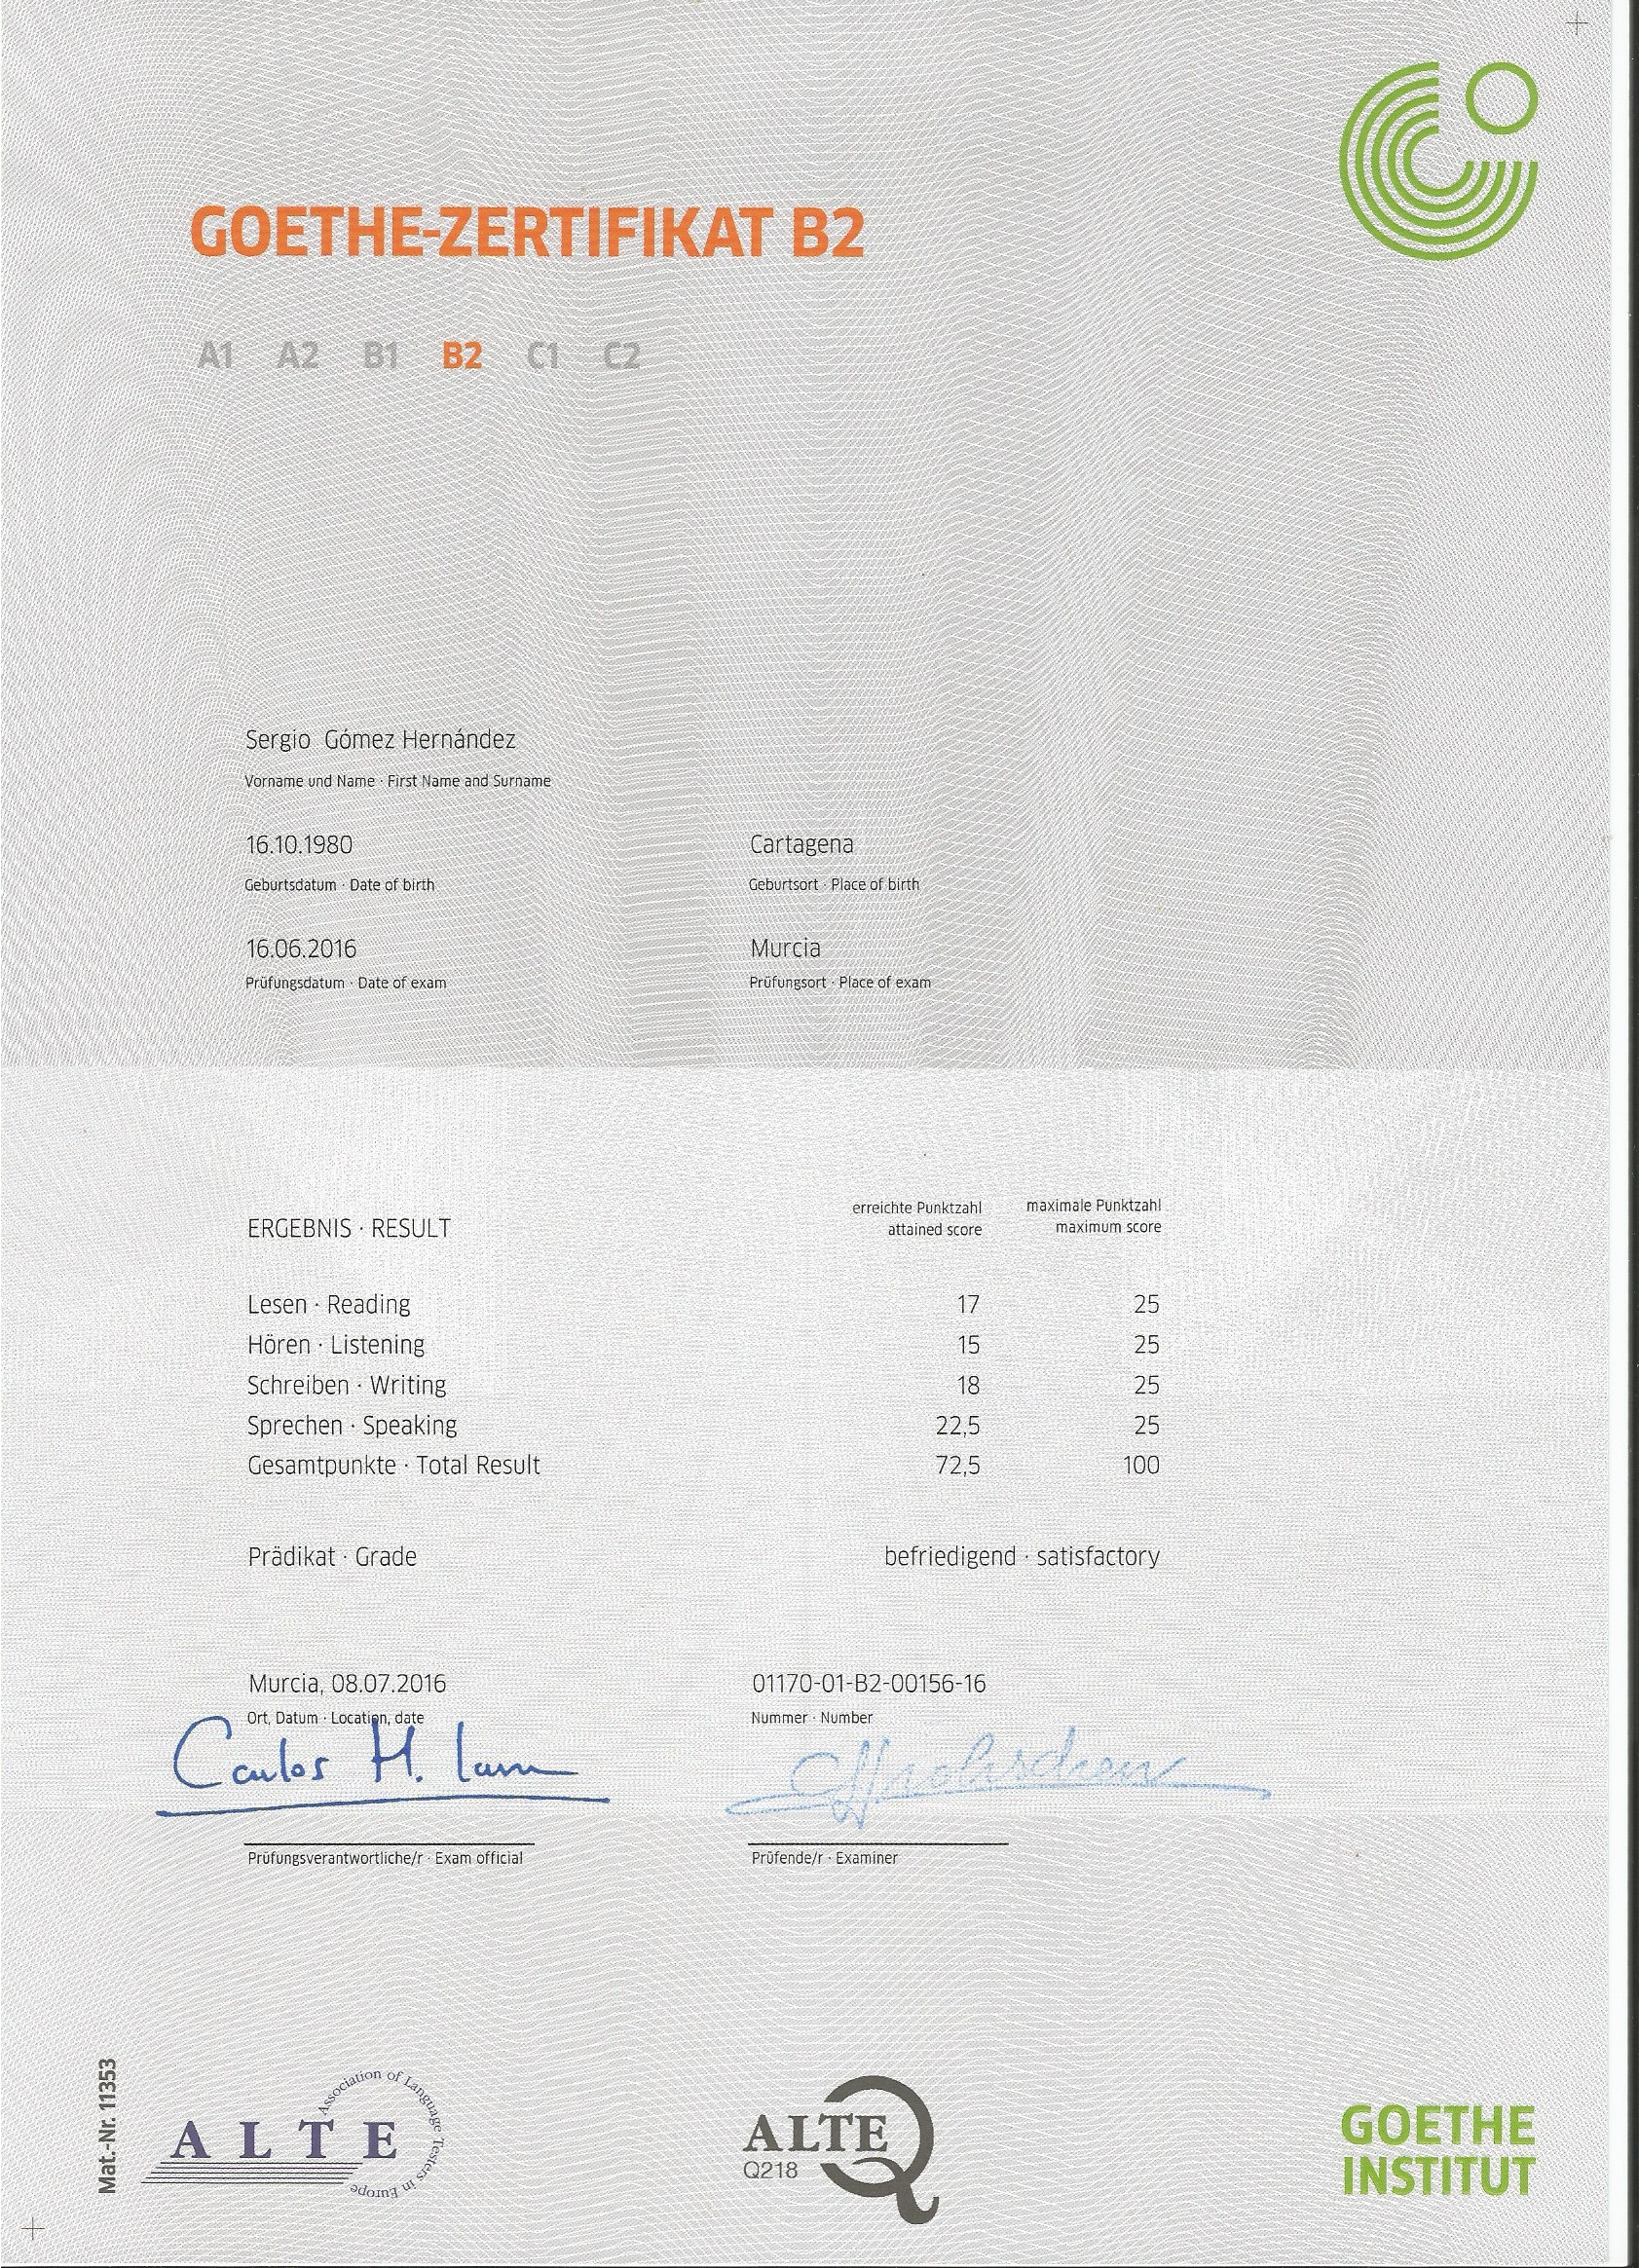 GOETHE-ZERTIFIKAT B2
A1 A2 B1 B2 C1 C2
Sergio Gómez Hernández
Vorname und Name · First Name and Surname
16.10.1980 Cartagena
Geburtsdatum · Date of birth Geburtsort · Place of birth
16.06.2016 Murcia
Prüfungsdatum · Date of exam Prüfungsort · Place of exam
erreichte Punktzahl maximale Punktzahl
ERGEBNIS · RESULT attained score maximum score
Lesen · Reading 17 25
Hören · Listening 15 25
Schreiben · Writing 18 25
Sprechen · Speaking 22,5 25
Gesamtpunkte · Total Result 72,5 100
Prädikat · Grade befriedigend · satisfactory
Murcia, 08.07.2016 01170-01-B2-00156-16
Ort, Datum · Location, date Nummer · Number
Carlos H.
Prüfungsverantwortliche/r · Exam official Prüfende/r · Examiner
Mat.-Nr. 11353
ALTE
Association of Language Testers in Europe
ALTE
Q218
GOETHE
INSTITUT